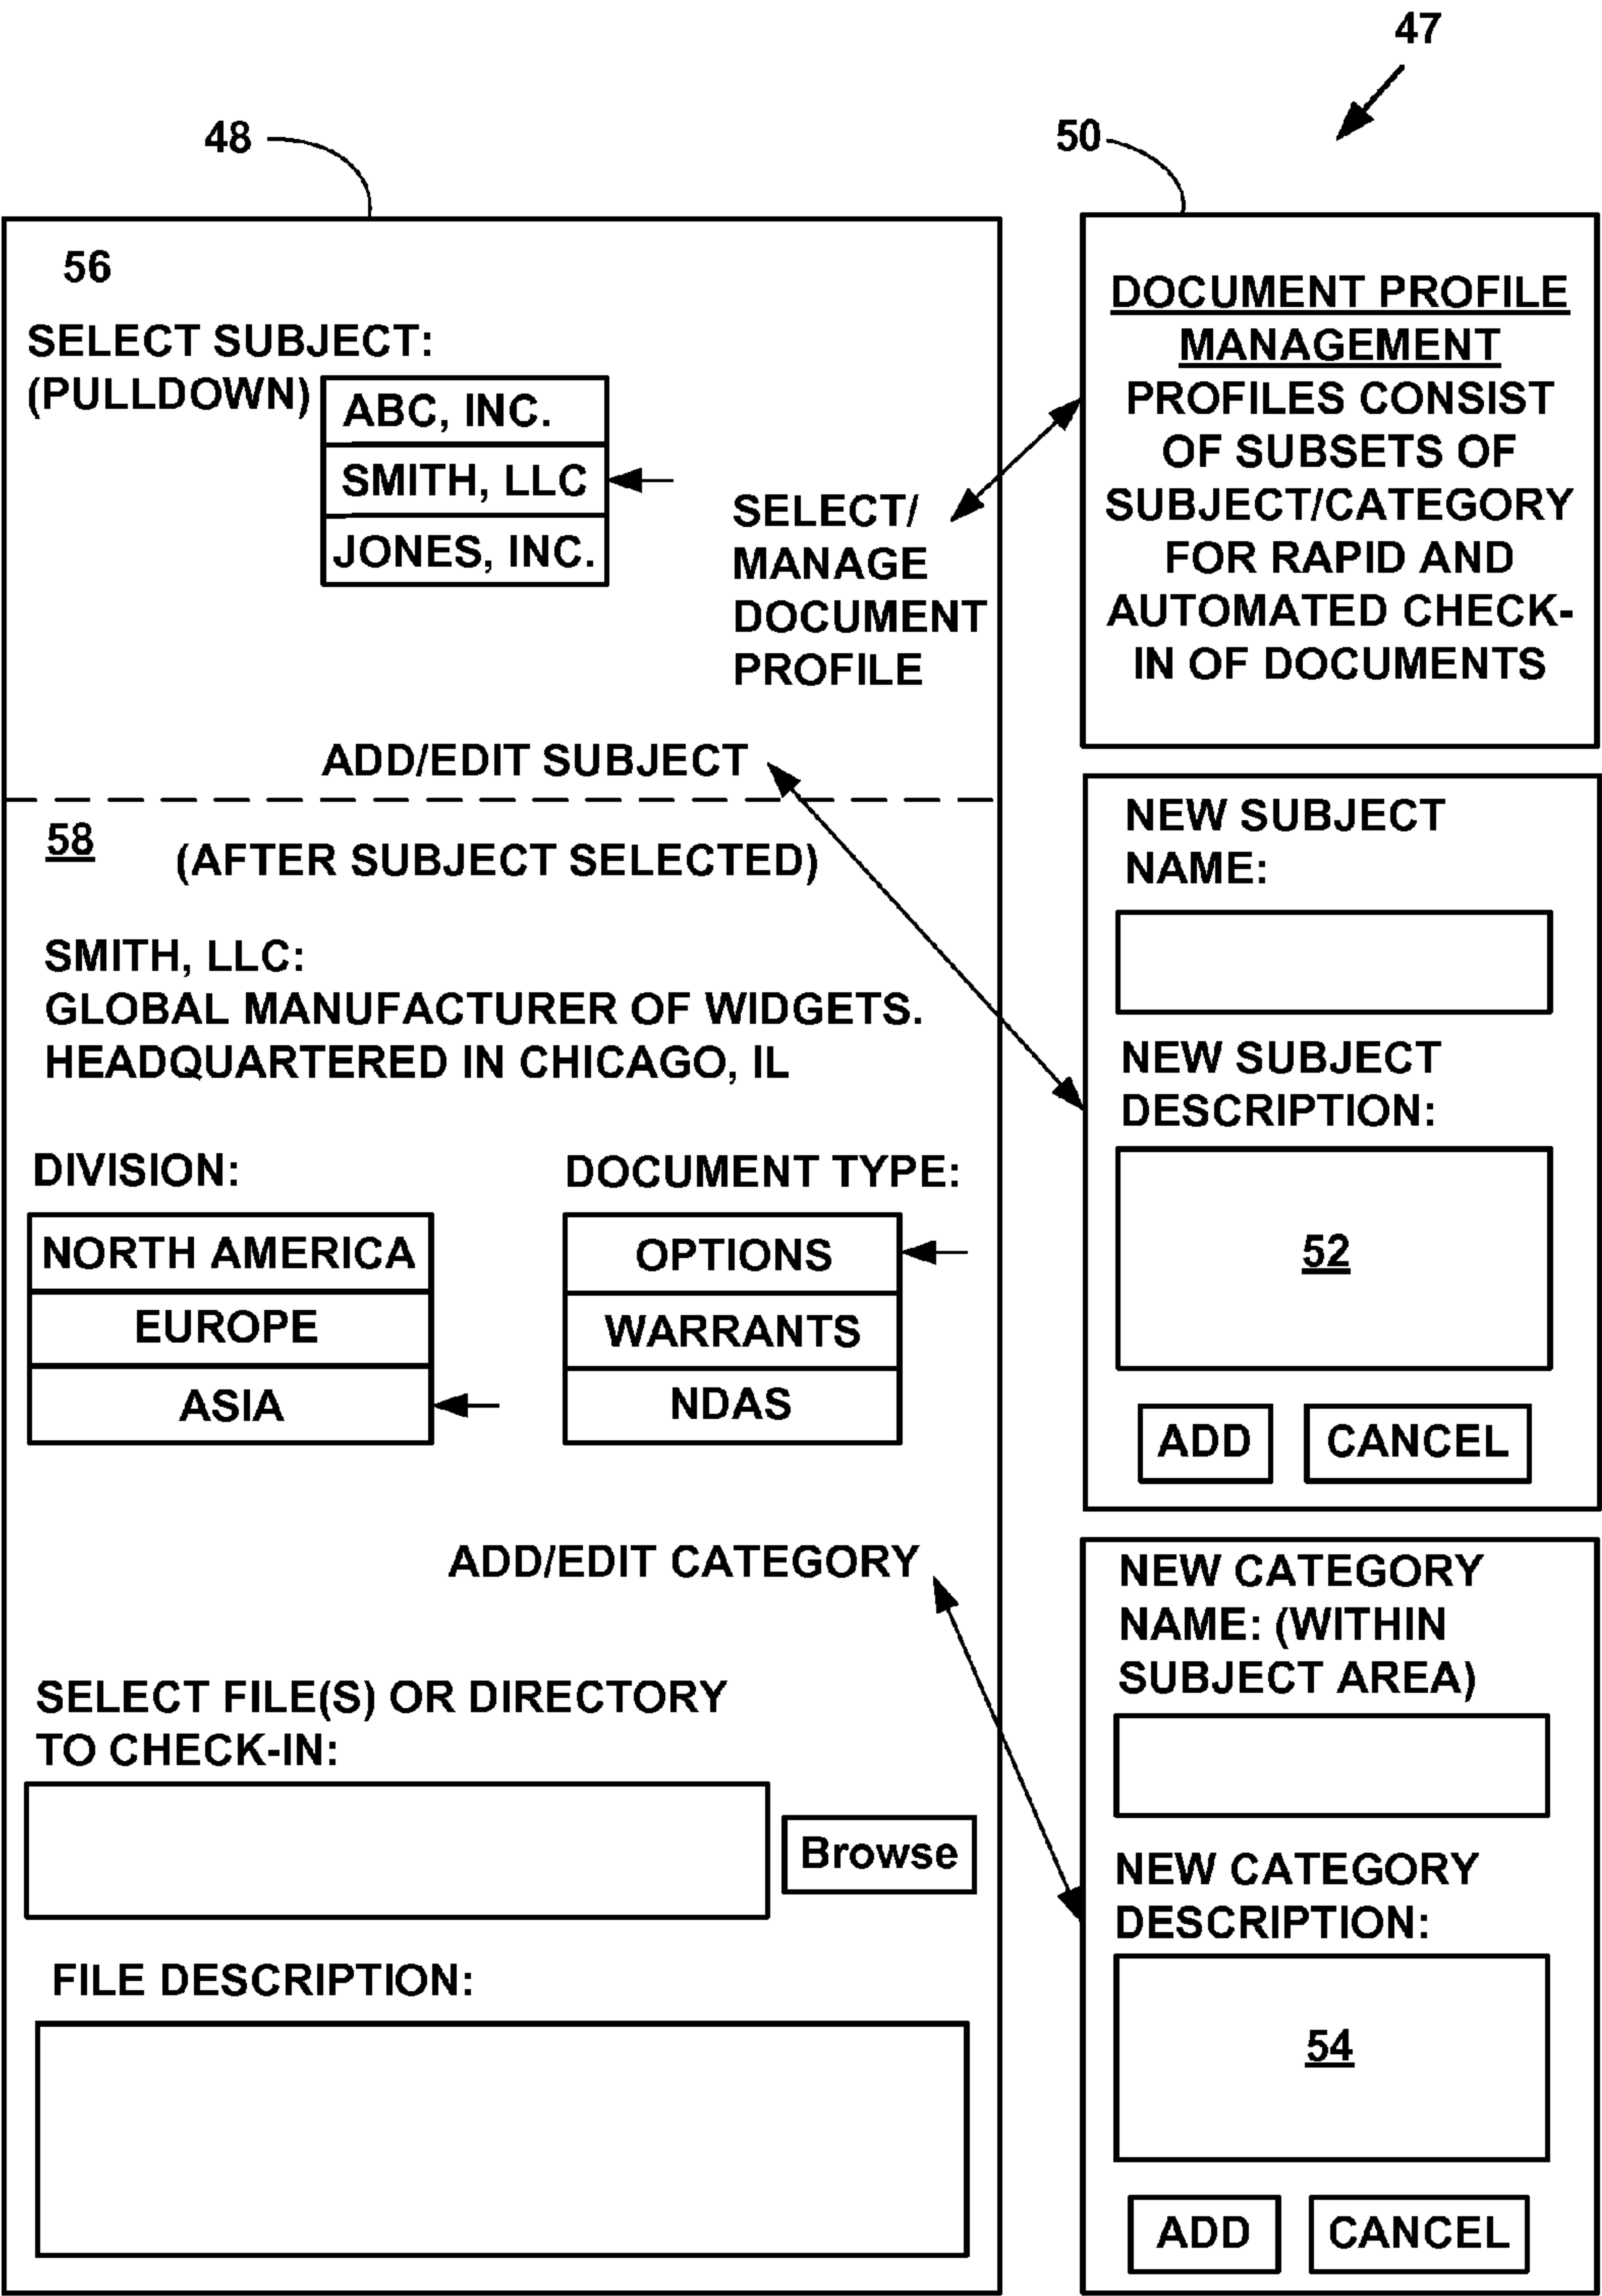 47
48
50
56
SELECT SUBJECT:
(PULLDOWN)
ABC, INC.
SMITH, LLC
JONES, INC.
SELECT/
MANAGE
DOCUMENT
PROFILE
ADD/EDIT SUBJECT
58
(AFTER SUBJECT SELECTED)
SMITH, LLC:
GLOBAL MANUFACTURER OF WIDGETS.
HEADQUARTERED IN CHICAGO, IL
DIVISION:
NORTH AMERICA
EUROPE
ASIA
DOCUMENT TYPE:
OPTIONS
WARRANTS
NDAS
ADD/EDIT CATEGORY
SELECT FILE(S) OR DIRECTORY
TO CHECK-IN:
Browse
FILE DESCRIPTION:
DOCUMENT PROFILE
MANAGEMENT
PROFILES CONSIST
OF SUBSETS OF
SUBJECT/CATEGORY
FOR RAPID AND
AUTOMATED CHECK-
IN OF DOCUMENTS
NEW SUBJECT
NAME:
NEW SUBJECT
DESCRIPTION:
52
ADD
CANCEL
NEW CATEGORY
NAME: (WITHIN
SUBJECT AREA)
NEW CATEGORY
DESCRIPTION:
54
ADD
CANCEL